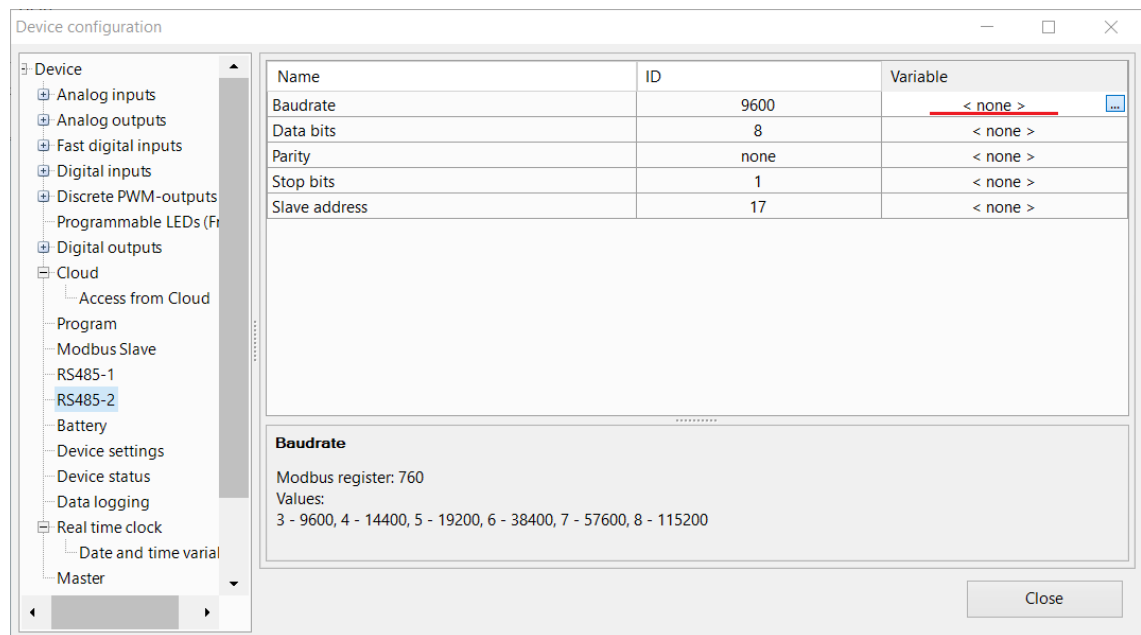 Device configuration
Device
Analog inputs
Analog outputs
Fast digital inputs
Digital inputs
Discrete PWM-outputs
Programmable LEDs (Fr
Digital outputs
Cloud
Access from Cloud
Program
Modbus Slave
RS485-1
RS485-2
Battery
Device settings
Device status
Data logging
Real time clock
Date and time varial
Master
Name ID Variable
Baudrate 9600 < none > ...
Data bits 8 < none >
Parity none < none >
Stop bits 1 < none >
Slave address 17 < none >
Baudrate
Modbus register: 760
Values:
3 - 9600, 4 - 14400, 5 - 19200, 6 - 38400, 7 - 57600, 8 - 115200
Close